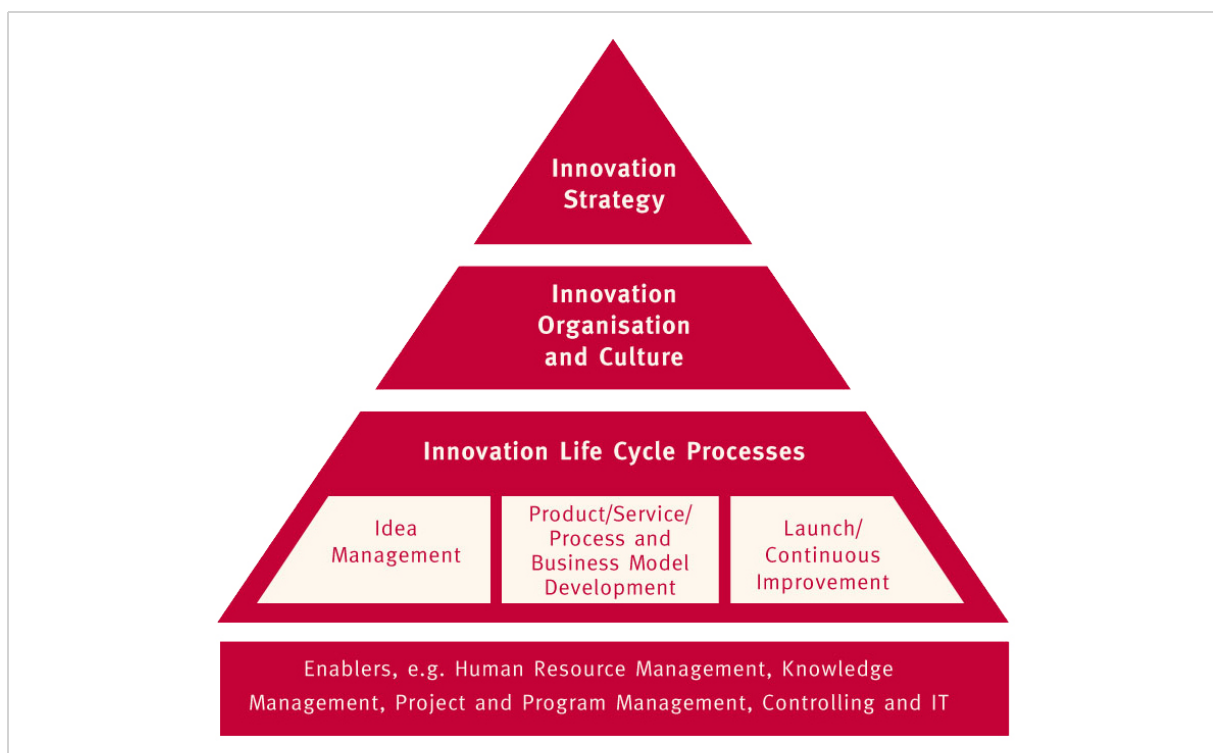 Innovation
Strategy
Innovation
Organisation
and Culture
Innovation Life Cycle Processes
Idea
Management
Product/Service/
Process and
Business Model
Development
Launch/
Continuous
Improvement
Enablers, e.g. Human Resource Management, Knowledge
Management, Project and Program Management, Controlling and IT